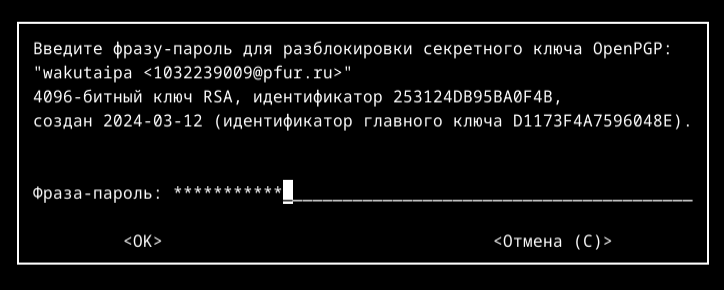 Введите фразу-пароль для разблокировки секретного ключа OpenPGP:
"wakutaipa <1032239009@pfur.ru>"
4096-битный ключ RSA, идентификатор 253124DB95BA0F4B,
создан 2024-03-12 (идентификатор главного ключа D1173F4A7596048E).
Фраза-пароль: ***********
<OK> <Отмена (C)>